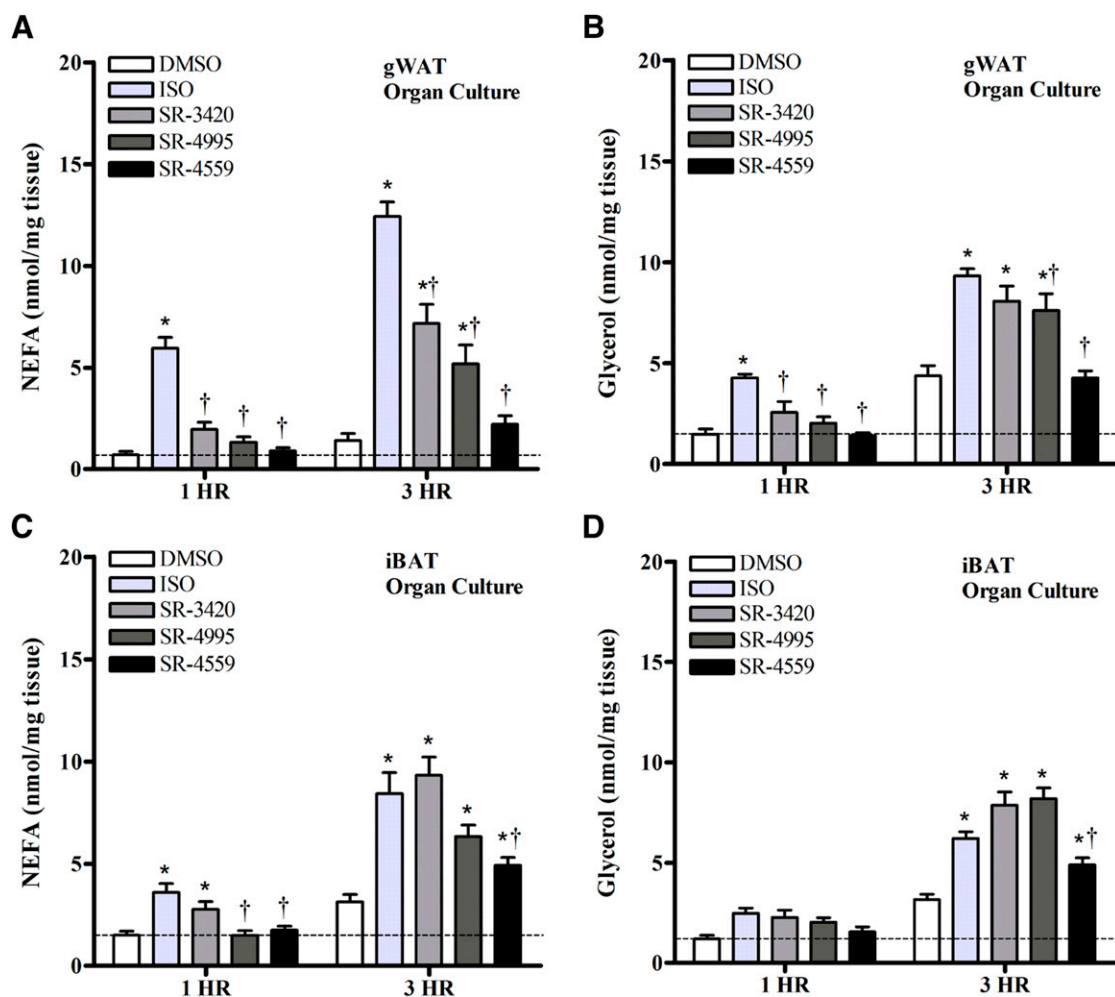 A
20
15
10
5
0
NEFA (nmol/mg tissue)
DMSO
ISO
SR-3420
SR-4995
SR-4559
gWAT
Organ Culture
*
†
†
†
*
*†
*†
†
1 HR
3 HR
B
20
15
10
5
0
Glycerol (nmol/mg tissue)
DMSO
ISO
SR-3420
SR-4995
SR-4559
gWAT
Organ Culture
*
†
†
†
*
*
*†
†
1 HR
3 HR
C
20
15
10
5
0
NEFA (nmol/mg tissue)
DMSO
ISO
SR-3420
SR-4995
SR-4559
iBAT
Organ Culture
*
*
†
†
*
*
*
*†
1 HR
3 HR
D
20
15
10
5
0
Glycerol (nmol/mg tissue)
DMSO
ISO
SR-3420
SR-4995
SR-4559
iBAT
Organ Culture
*
*
*
*†
1 HR
3 HR